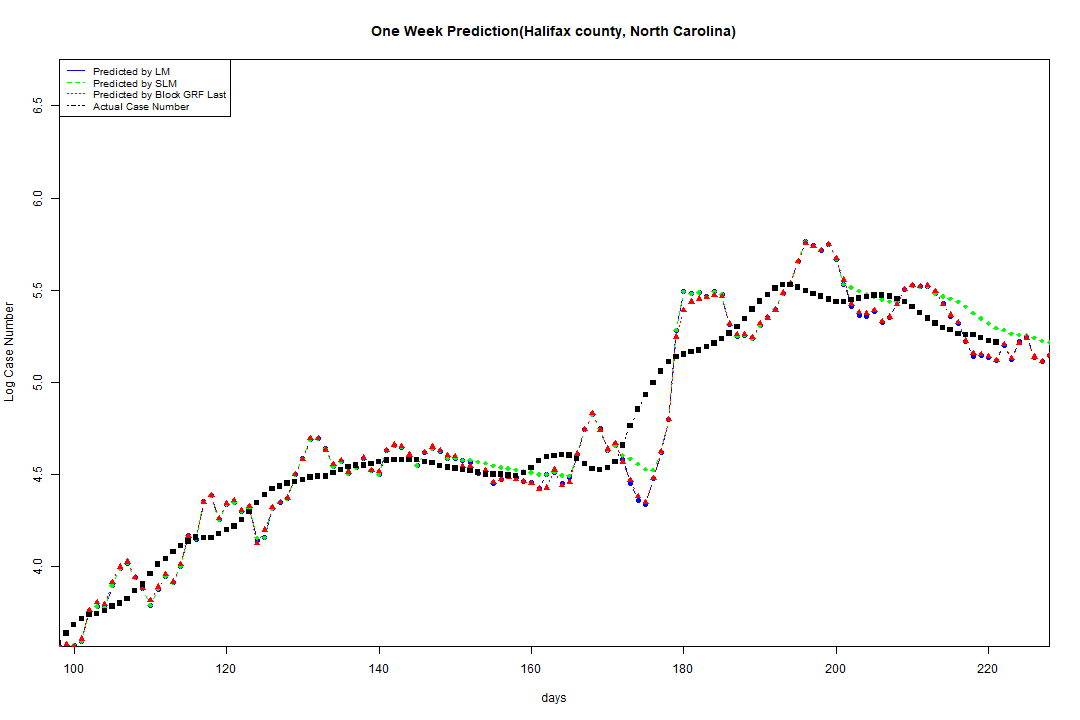 One Week Prediction(Halifax county, North Carolina)
Predicted by LM
Predicted by SLM
Predicted by Block GRF Last
Actual Case Number
6.5
6.0
5.5
5.0
4.5
4.0
Log Case Number
100 120 140 160 180 200 220
days